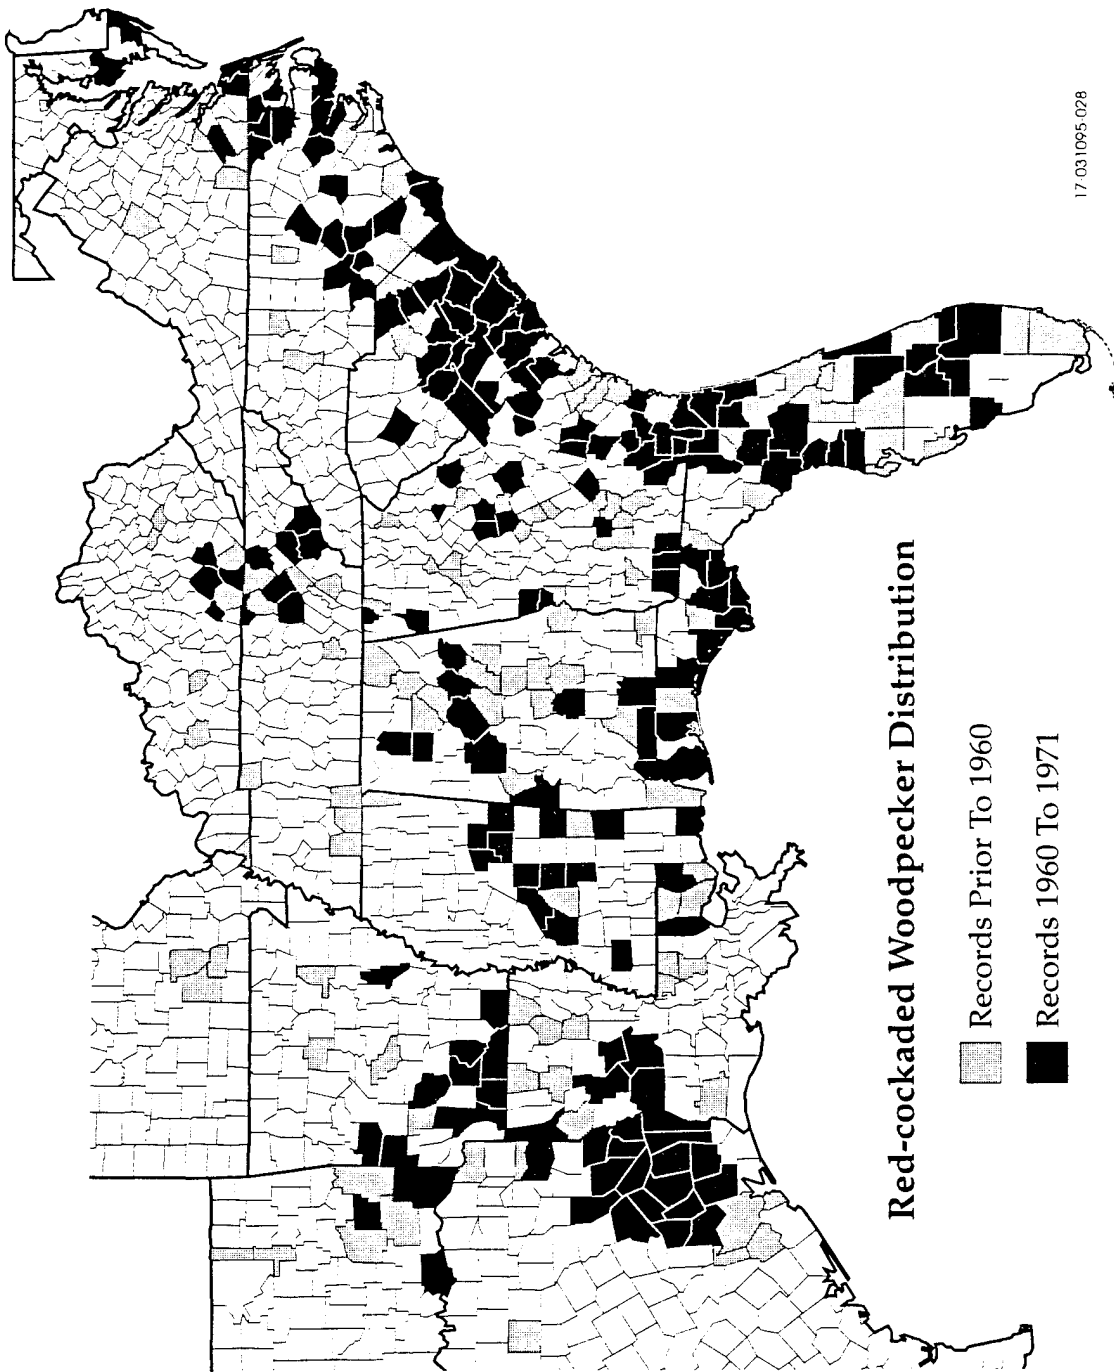 Red-cockaded Woodpecker Distribution
Records Prior To 1960
Records 1960 To 1971
17-031095-028